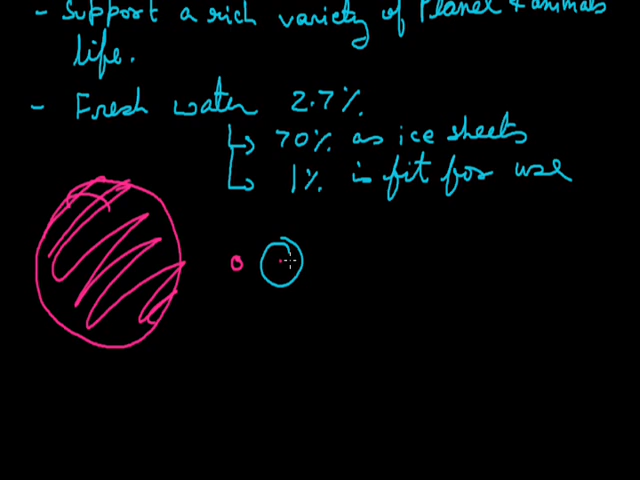 - Support a rich variety of Planet & animals
life.
- Fresh water 2.7%.
↳ 70% as ice sheets
↳ 1% is fit for use